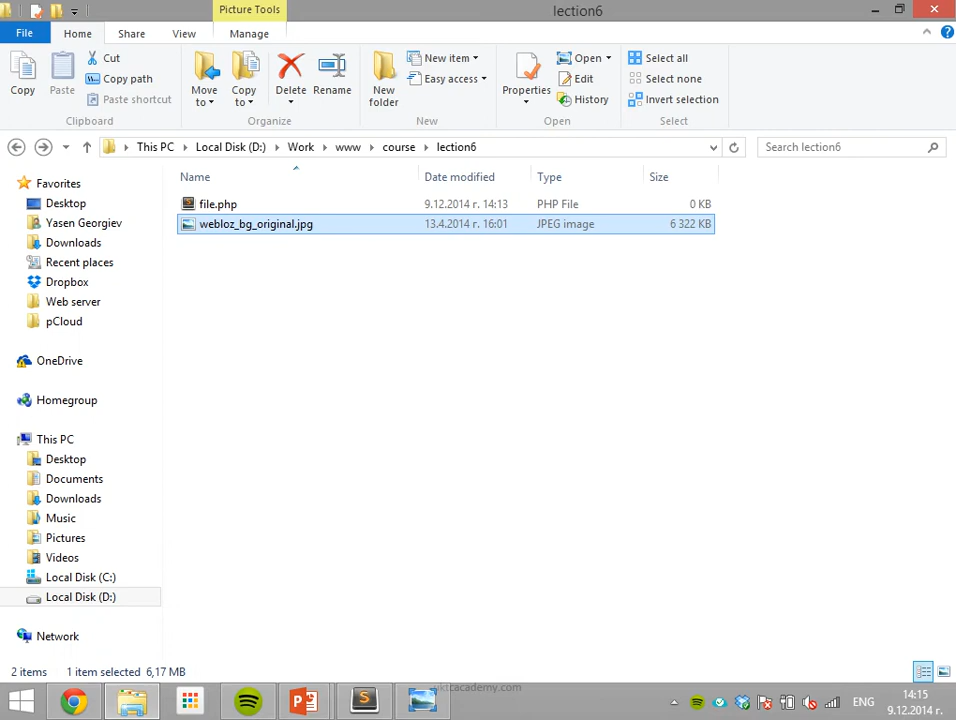 Picture Tools
lection6
File
Home
Share
View
Manage
Copy
Paste
Cut
Copy path
Paste shortcut
Clipboard
Move to
Copy to
Delete
Rename
Organize
New folder
New item
Easy access
New
Properties
Open
Edit
History
Open
Select all
Select none
Invert selection
Select
This PC
Local Disk (D:)
Work
www
course
lection6
Search lection6
Name
Date modified
Type
Size
file.php
9.12.2014 г. 14:13
PHP File
0 KB
webloz_bg_original.jpg
13.4.2014 г. 16:01
JPEG image
6 322 KB
Favorites
Desktop
Yasen Georgiev
Downloads
Recent places
Dropbox
Web server
pCloud
OneDrive
Homegroup
This PC
Desktop
Documents
Downloads
Music
Pictures
Videos
Local Disk (C:)
Local Disk (D:)
Network
2 items
1 item selected 6,17 MB
ENG
14:15
9.12.2014 г.